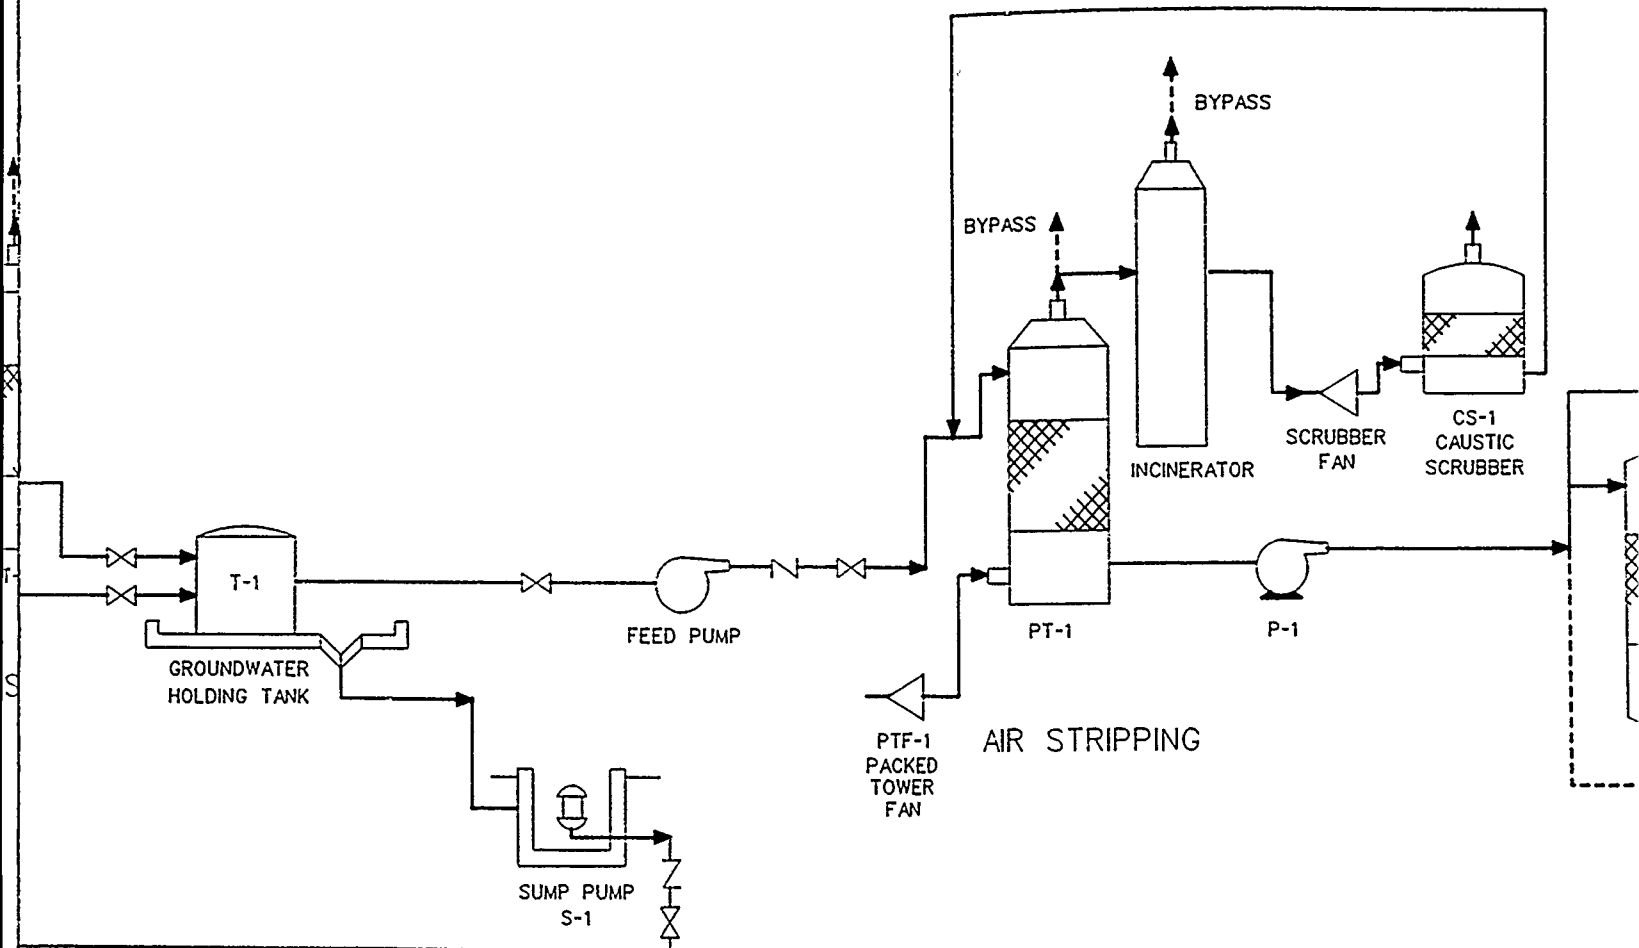 BYPASS
BYPASS
CS-1
CAUSTIC
SCRUBBER
SCRUBBER
FAN
INCINERATOR
T-1
FEED PUMP
PT-1
P-1
GROUNDWATER
HOLDING TANK
PTF-1
PACKED
TOWER
FAN
AIR STRIPPING
SUMP PUMP
S-1